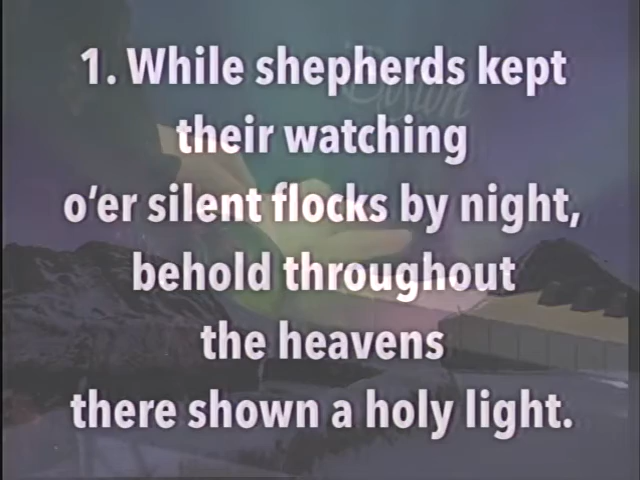 1. While shepherds kept
their watching
o'er silent flocks by night,
behold throughout
the heavens
there shown a holy light.